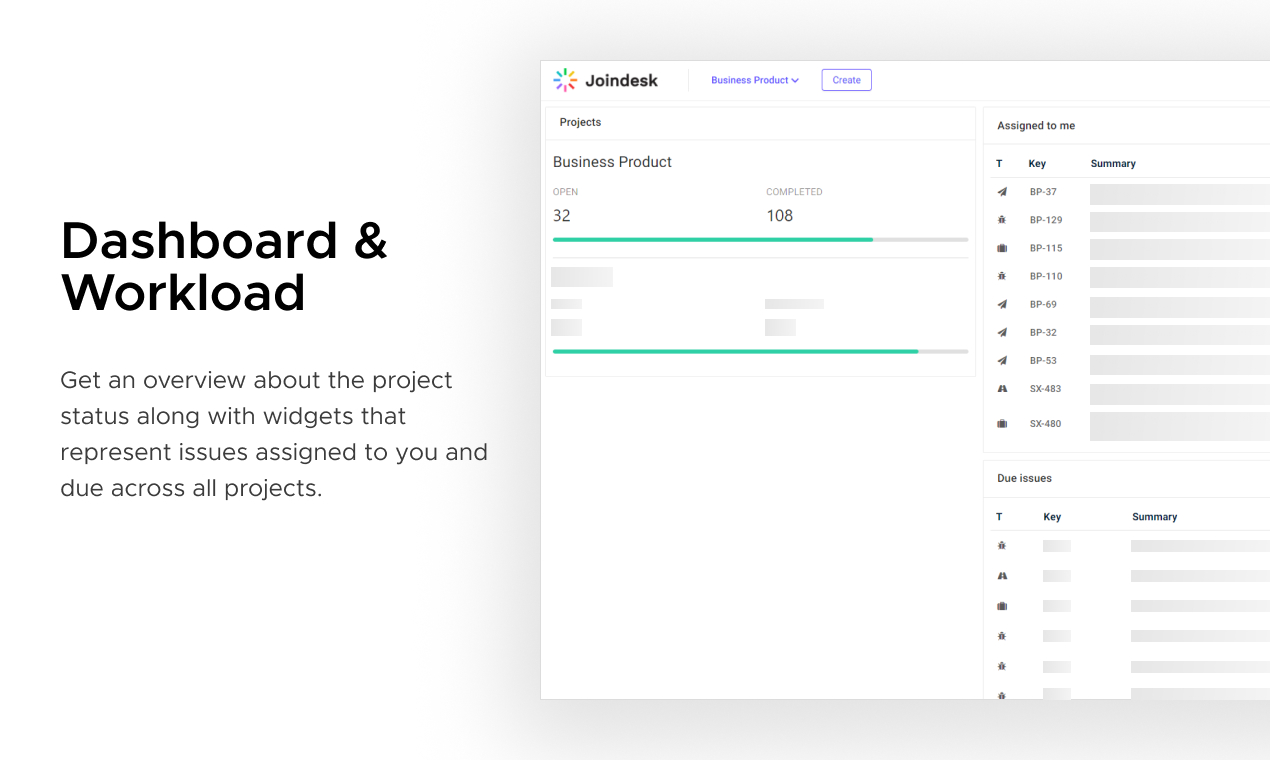 Dashboard &
Workload
Get an overview about the project
status along with widgets that
represent issues assigned to you and
due across all projects.
Joindesk
Business Product
Create
Projects
Business Product
OPEN
COMPLETED
32
108
Assigned to me
T Key Summary
BP-37
BP-129
BP-115
BP-110
BP-69
BP-32
BP-53
SX-483
SX-480
Due issues
T Key Summary